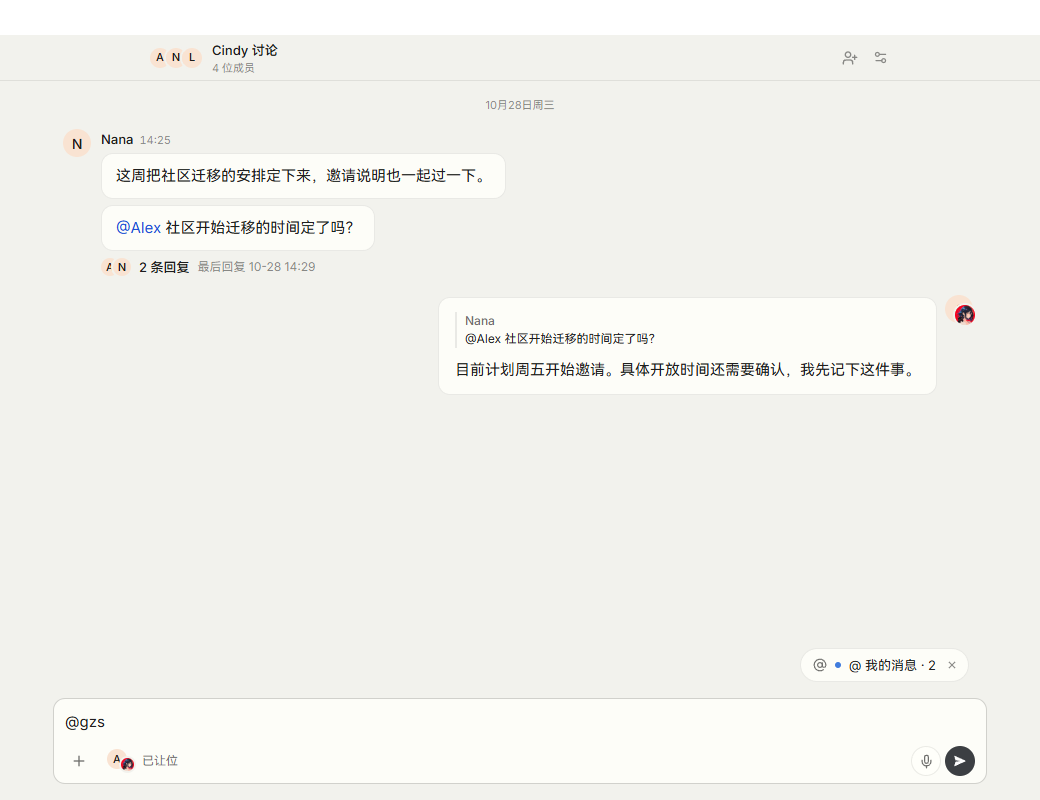 A N L
Cindy 讨论
4 位成员
10月28日周三
N
Nana 14:25
这周把社区迁移的安排定下来，邀请说明也一起过一下。
@Alex 社区开始迁移的时间定了吗？
A N 2 条回复 最后回复 10-28 14:29
Nana
@Alex 社区开始迁移的时间定了吗？
目前计划周五开始邀请。具体开放时间还需要确认，我先记下这件事。
@ @ 我的消息 · 2 ×
@gzs
A 已让位